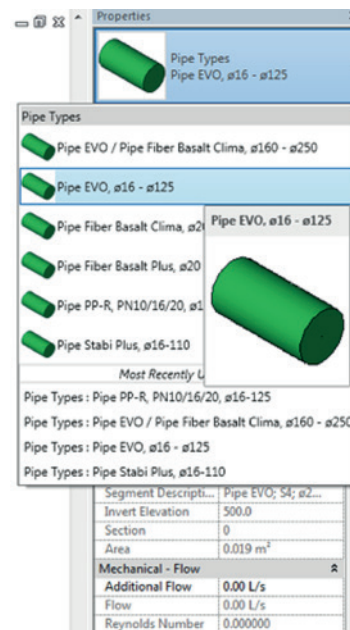 Properties
Pipe Types
Pipe EVO, ø16 - ø125
Pipe Types
Pipe EVO / Pipe Fiber Basalt Clima, ø160 - ø250
Pipe EVO, ø16 - ø125
Pipe Fiber Basalt Clima,
Pipe EVO, ø16 - ø125
Pipe Fiber Basalt Plus, ø20
Pipe PP-R, PN10/16/20,
Pipe Stabi Plus, ø16-110
Most Recently
Pipe Types : Pipe PP-R, PN10/16/20, ø16-125
Pipe Types : Pipe EVO / Pipe Fiber Basalt Clima, ø160 - ø250
Pipe Types : Pipe EVO, ø16 - ø125
Pipe Types : Pipe Stabi Plus, ø16-110
Segment Descripti... Pipe EVO; S4; ø2...
Invert Elevation 500.0
Section 0
Area 0.019 m²
Mechanical - Flow
Additional Flow 0.00 L/s
Flow 0.00 L/s
Reynolds Number 0.000000